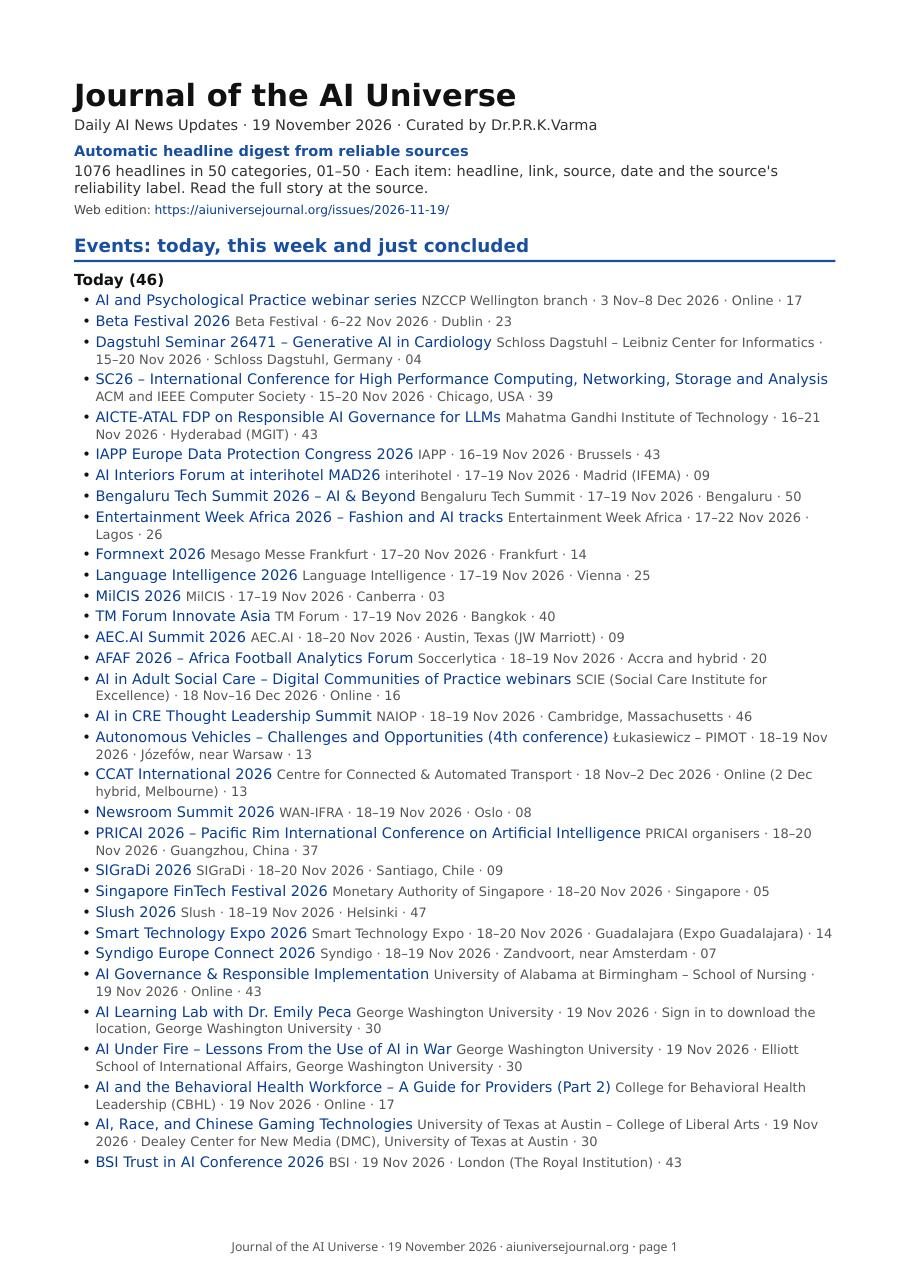 Journal of the AI Universe
Daily AI News Updates · 19 November 2026 · Curated by Dr.P.R.K.Varma
Automatic headline digest from reliable sources
1076 headlines in 50 categories, 01–50 · Each item: headline, link, source, date and the source's
reliability label. Read the full story at the source.
Web edition: https://aiuniversejournal.org/issues/2026-11-19/
Events: today, this week and just concluded
Today (46)
• AI and Psychological Practice webinar series NZCCP Wellington branch · 3 Nov–8 Dec 2026 · Online · 17
• Beta Festival 2026 Beta Festival · 6–22 Nov 2026 · Dublin · 23
• Dagstuhl Seminar 26471 – Generative AI in Cardiology Schloss Dagstuhl – Leibniz Center for Informatics ·
15–20 Nov 2026 · Schloss Dagstuhl, Germany · 04
• SC26 – International Conference for High Performance Computing, Networking, Storage and Analysis
ACM and IEEE Computer Society · 15–20 Nov 2026 · Chicago, USA · 39
• AICTE-ATAL FDP on Responsible AI Governance for LLMs Mahatma Gandhi Institute of Technology · 16–21
Nov 2026 · Hyderabad (MGIT) · 43
• IAPP Europe Data Protection Congress 2026 IAPP · 16–19 Nov 2026 · Brussels · 43
• AI Interiors Forum at interihotel MAD26 interihotel · 17–19 Nov 2026 · Madrid (IFEMA) · 09
• Bengaluru Tech Summit 2026 – AI & Beyond Bengaluru Tech Summit · 17–19 Nov 2026 · Bengaluru · 50
• Entertainment Week Africa 2026 – Fashion and AI tracks Entertainment Week Africa · 17–22 Nov 2026 ·
Lagos · 26
• Formnext 2026 Mesago Messe Frankfurt · 17–20 Nov 2026 · Frankfurt · 14
• Language Intelligence 2026 Language Intelligence · 17–19 Nov 2026 · Vienna · 25
• MilCIS 2026 MilCIS · 17–19 Nov 2026 · Canberra · 03
• TM Forum Innovate Asia TM Forum · 17–19 Nov 2026 · Bangkok · 40
• AEC.AI Summit 2026 AEC.AI · 18–20 Nov 2026 · Austin, Texas (JW Marriott) · 09
• AFAF 2026 – Africa Football Analytics Forum Soccerlytica · 18–19 Nov 2026 · Accra and hybrid · 20
• AI in Adult Social Care – Digital Communities of Practice webinars SCIE (Social Care Institute for
Excellence) · 18 Nov–16 Dec 2026 · Online · 16
• AI in CRE Thought Leadership Summit NAIOP · 18–19 Nov 2026 · Cambridge, Massachusetts · 46
• Autonomous Vehicles – Challenges and Opportunities (4th conference) Łukasiewicz – PIMOT · 18–19 Nov
2026 · Józefów, near Warsaw · 13
• CCAT International 2026 Centre for Connected & Automated Transport · 18 Nov–2 Dec 2026 · Online (2 Dec
hybrid, Melbourne) · 13
• Newsroom Summit 2026 WAN-IFRA · 18–19 Nov 2026 · Oslo · 08
• PRICAI 2026 – Pacific Rim International Conference on Artificial Intelligence PRICAI organisers · 18–20
Nov 2026 · Guangzhou, China · 37
• SIGraDi 2026 SIGraDi · 18–20 Nov 2026 · Santiago, Chile · 09
• Singapore FinTech Festival 2026 Monetary Authority of Singapore · 18–20 Nov 2026 · Singapore · 05
• Slush 2026 Slush · 18–19 Nov 2026 · Helsinki · 47
• Smart Technology Expo 2026 Smart Technology Expo · 18–20 Nov 2026 · Guadalajara (Expo Guadalajara) · 14
• Syndigo Europe Connect 2026 Syndigo · 18–19 Nov 2026 · Zandvoort, near Amsterdam · 07
• AI Governance & Responsible Implementation University of Alabama at Birmingham – School of Nursing ·
19 Nov 2026 · Online · 43
• AI Learning Lab with Dr. Emily Peca George Washington University · 19 Nov 2026 · Sign in to download the
location, George Washington University · 30
• AI Under Fire – Lessons From the Use of AI in War George Washington University · 19 Nov 2026 · Elliott
School of International Affairs, George Washington University · 30
• AI and the Behavioral Health Workforce – A Guide for Providers (Part 2) College for Behavioral Health
Leadership (CBHL) · 19 Nov 2026 · Online · 17
• AI, Race, and Chinese Gaming Technologies University of Texas at Austin – College of Liberal Arts · 19 Nov
2026 · Dealey Center for New Media (DMC), University of Texas at Austin · 30
• BSI Trust in AI Conference 2026 BSI · 19 Nov 2026 · London (The Royal Institution) · 43
Journal of the AI Universe · 19 November 2026 · aiuniversejournal.org · page 1